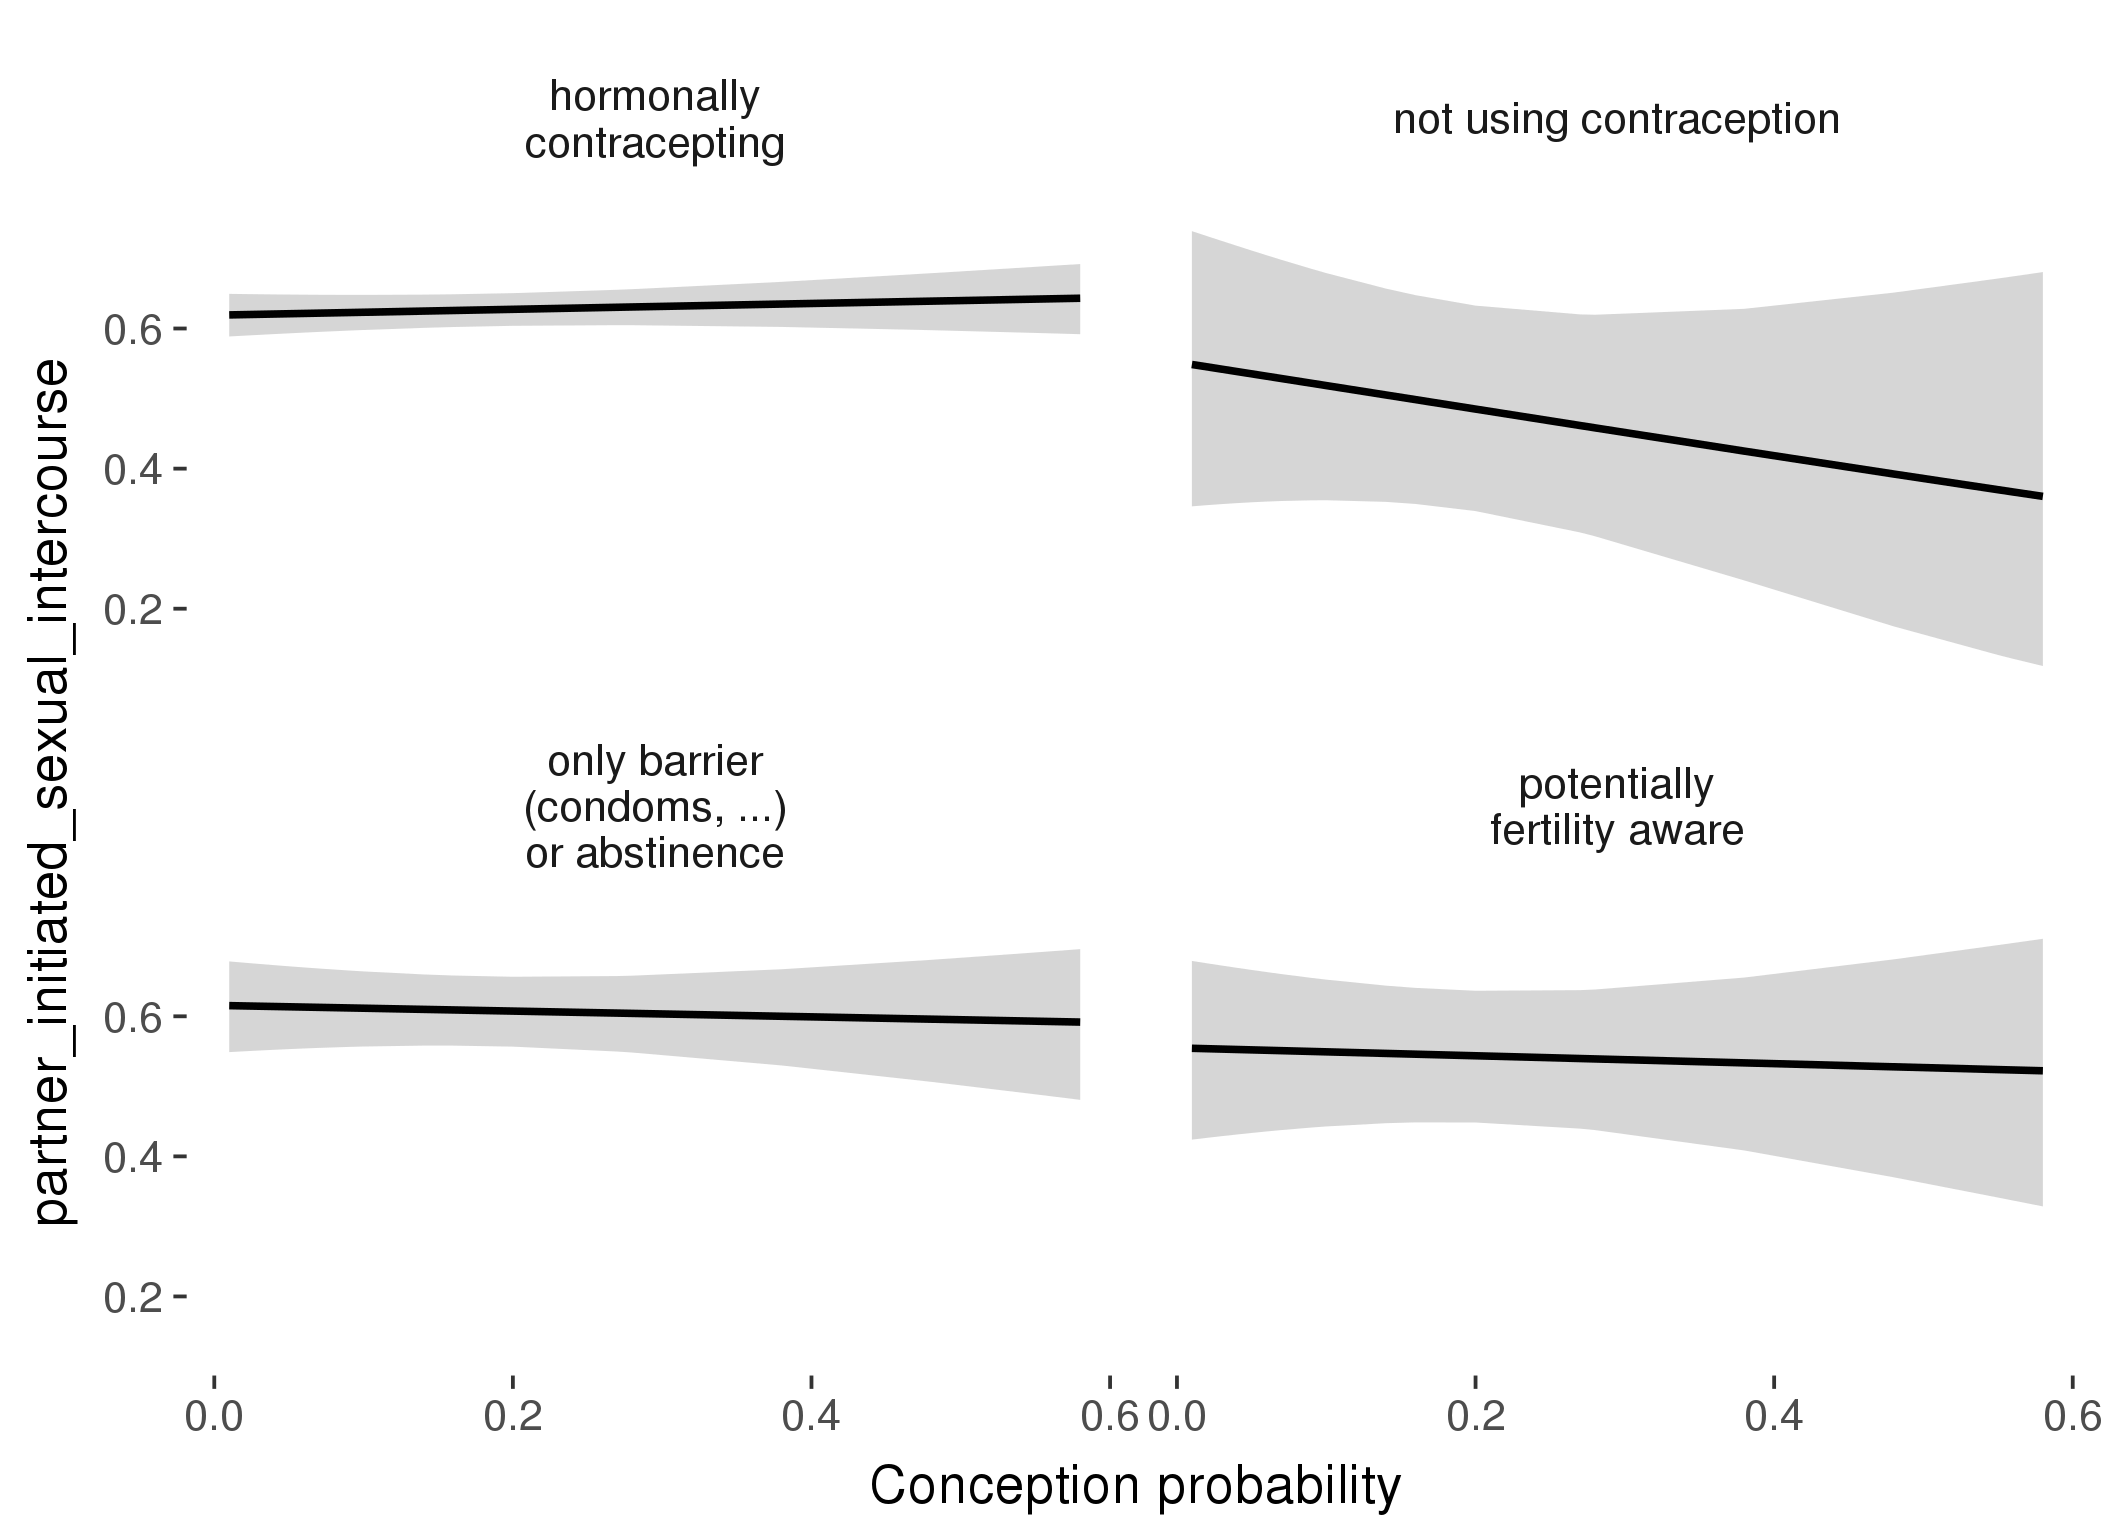 hormonally
contracepting
not using contraception
0.6
0.4
0.2
only barrier
(condoms, ...)
or abstinence
potentially
fertility aware
0.6
0.4
0.2
partner_initiated_sexual_intercourse
0.0
0.2
0.4
0.6
0.0
0.2
0.4
0.6
Conception probability